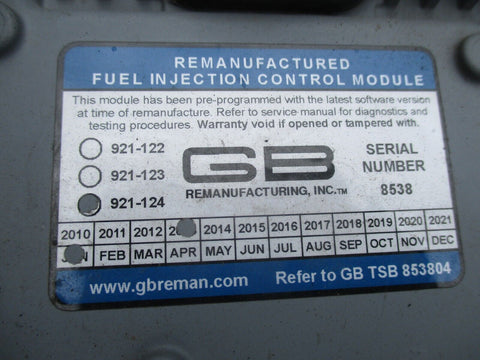 REMANUFACTURED
FUEL INJECTION CONTROL MODULE
This module has been pre-programmed with the latest software version
at time of remanufacture. Refer to service manual for diagnostics and
testing procedures. Warranty void if opened or tampered with.
921-122
921-123
921-124
GB
REMANUFACTURING, INC.™
SERIAL
NUMBER
8538
2010 2011 2012 2014 2015 2016 2017 2018 2019 2020 2021
FEB MAR APR MAY JUN JUL AUG SEP OCT NOV DEC
www.gbreman.com Refer to GB TSB 853804